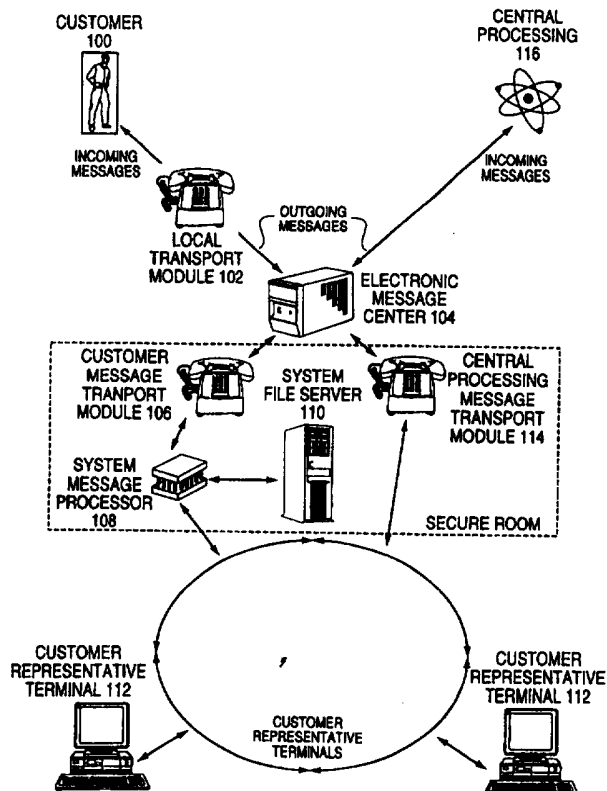 CUSTOMER
100
CENTRAL
PROCESSING
116
INCOMING
MESSAGES
INCOMING
MESSAGES
OUTGOING
MESSAGES
LOCAL
TRANSPORT
MODULE 102
ELECTRONIC
MESSAGE
CENTER 104
CUSTOMER
MESSAGE
TRANPORT
MODULE 106
SYSTEM
FILE SERVER
110
CENTRAL
PROCESSING
MESSAGE
TRANSPORT
MODULE 114
SYSTEM
MESSAGE
PROCESSOR
108
SECURE ROOM
CUSTOMER
REPRESENTATIVE
TERMINAL 112
CUSTOMER
REPRESENTATIVE
TERMINALS
CUSTOMER
REPRESENTATIVE
TERMINAL 112